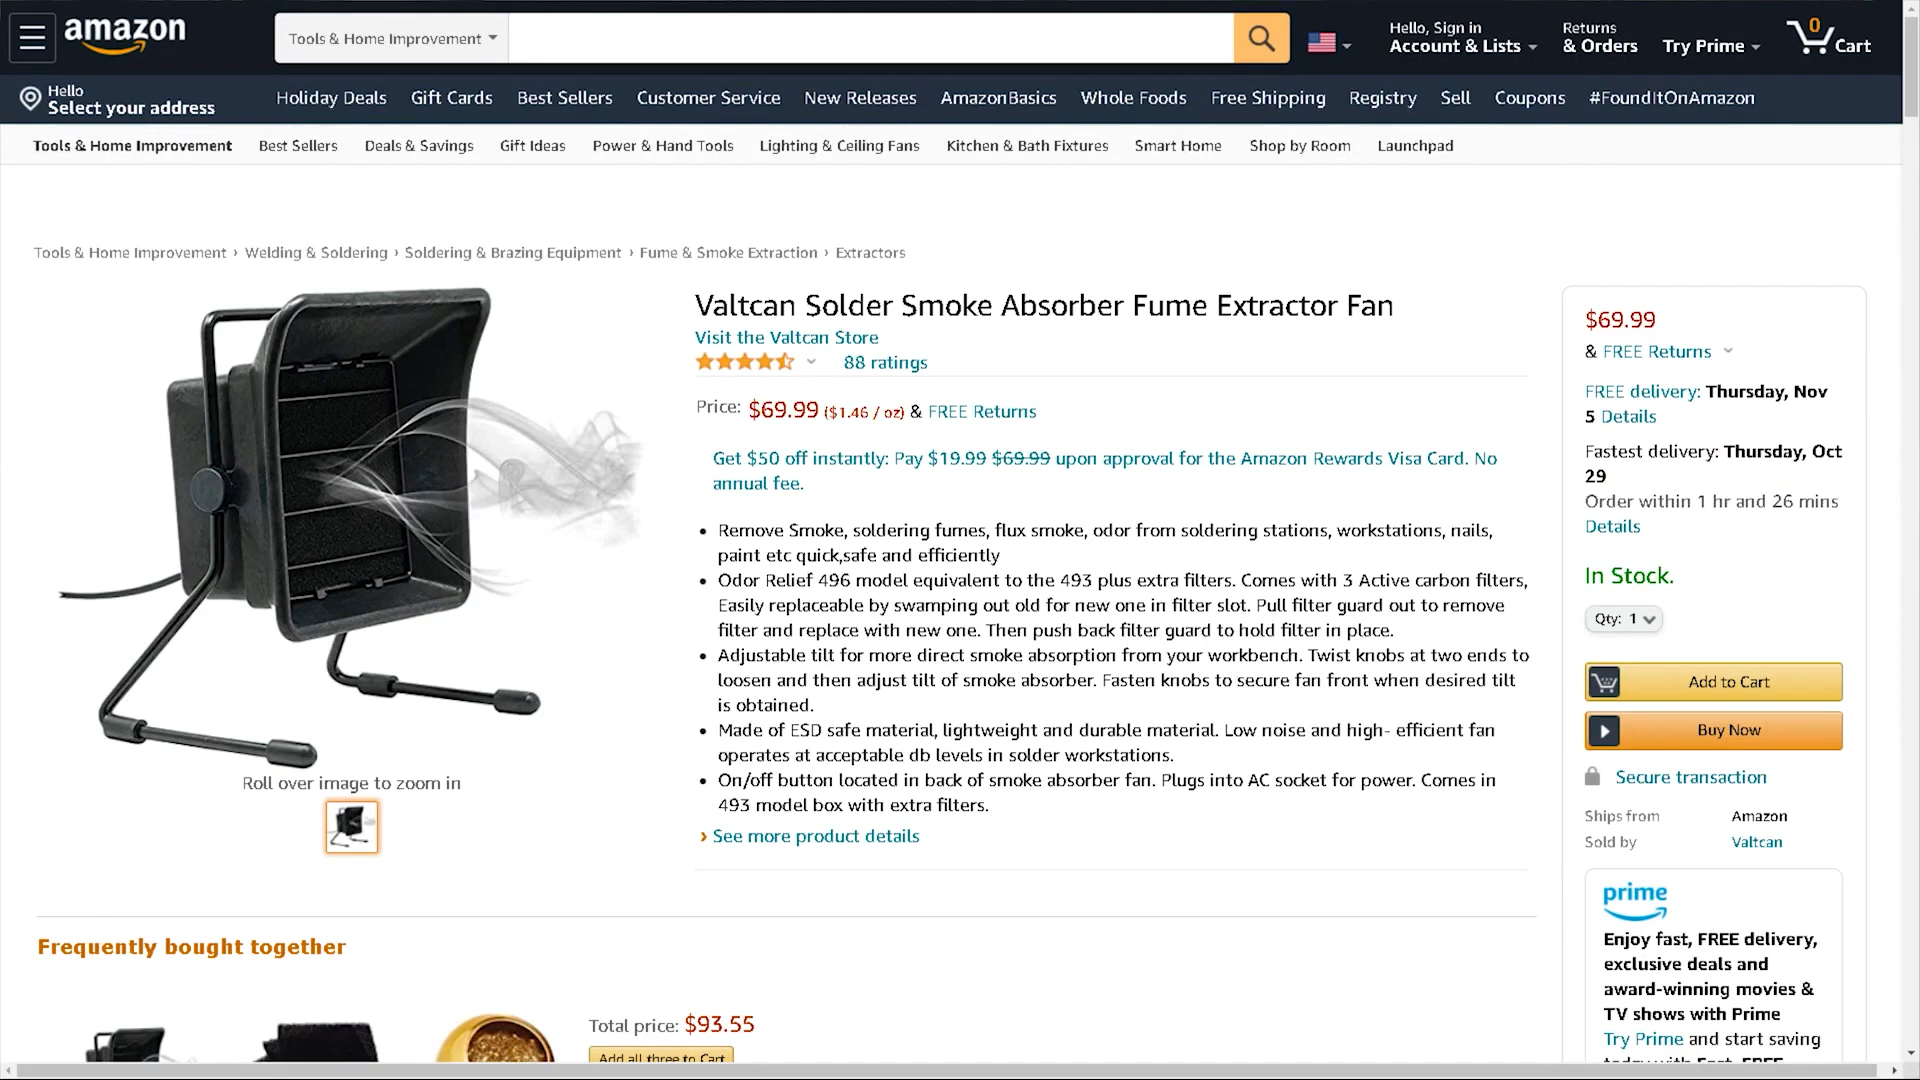 amazon
Tools & Home Improvement
Hello, Sign in
Account & Lists
Returns
& Orders
Try Prime
0
Cart
Hello
Select your address
Holiday Deals
Gift Cards
Best Sellers
Customer Service
New Releases
AmazonBasics
Whole Foods
Free Shipping
Registry
Sell
Coupons
#FoundItOnAmazon
Tools & Home Improvement
Best Sellers
Deals & Savings
Gift Ideas
Power & Hand Tools
Lighting & Ceiling Fans
Kitchen & Bath Fixtures
Smart Home
Shop by Room
Launchpad
Tools & Home Improvement › Welding & Soldering › Soldering & Brazing Equipment › Fume & Smoke Extraction › Extractors
Roll over image to zoom in
Valtcan Solder Smoke Absorber Fume Extractor Fan
Visit the Valtcan Store
88 ratings
Price: $69.99 ($1.46 / oz) & FREE Returns
Get $50 off instantly: Pay $19.99 $69.99 upon approval for the Amazon Rewards Visa Card. No
annual fee.
• Remove Smoke, soldering fumes, flux smoke, odor from soldering stations, workstations, nails,
paint etc quick,safe and efficiently
• Odor Relief 496 model equivalent to the 493 plus extra filters. Comes with 3 Active carbon filters,
Easily replaceable by swamping out old for new one in filter slot. Pull filter guard out to remove
filter and replace with new one. Then push back filter guard to hold filter in place.
• Adjustable tilt for more direct smoke absorption from your workbench. Twist knobs at two ends to
loosen and then adjust tilt of smoke absorber. Fasten knobs to secure fan front when desired tilt
is obtained.
• Made of ESD safe material, lightweight and durable material. Low noise and high- efficient fan
operates at acceptable db levels in solder workstations.
• On/off button located in back of smoke absorber fan. Plugs into AC socket for power. Comes in
493 model box with extra filters.
› See more product details
$69.99
& FREE Returns
FREE delivery: Thursday, Nov
5 Details
Fastest delivery: Thursday, Oct
29
Order within 1 hr and 26 mins
Details
In Stock.
Qty: 1
Add to Cart
Buy Now
Secure transaction
Ships from Amazon
Sold by Valtcan
prime
Enjoy fast, FREE delivery,
exclusive deals and
award-winning movies &
TV shows with Prime
Try Prime and start saving
today with Fast, FREE
Frequently bought together
Total price: $93.55
Add all three to Cart